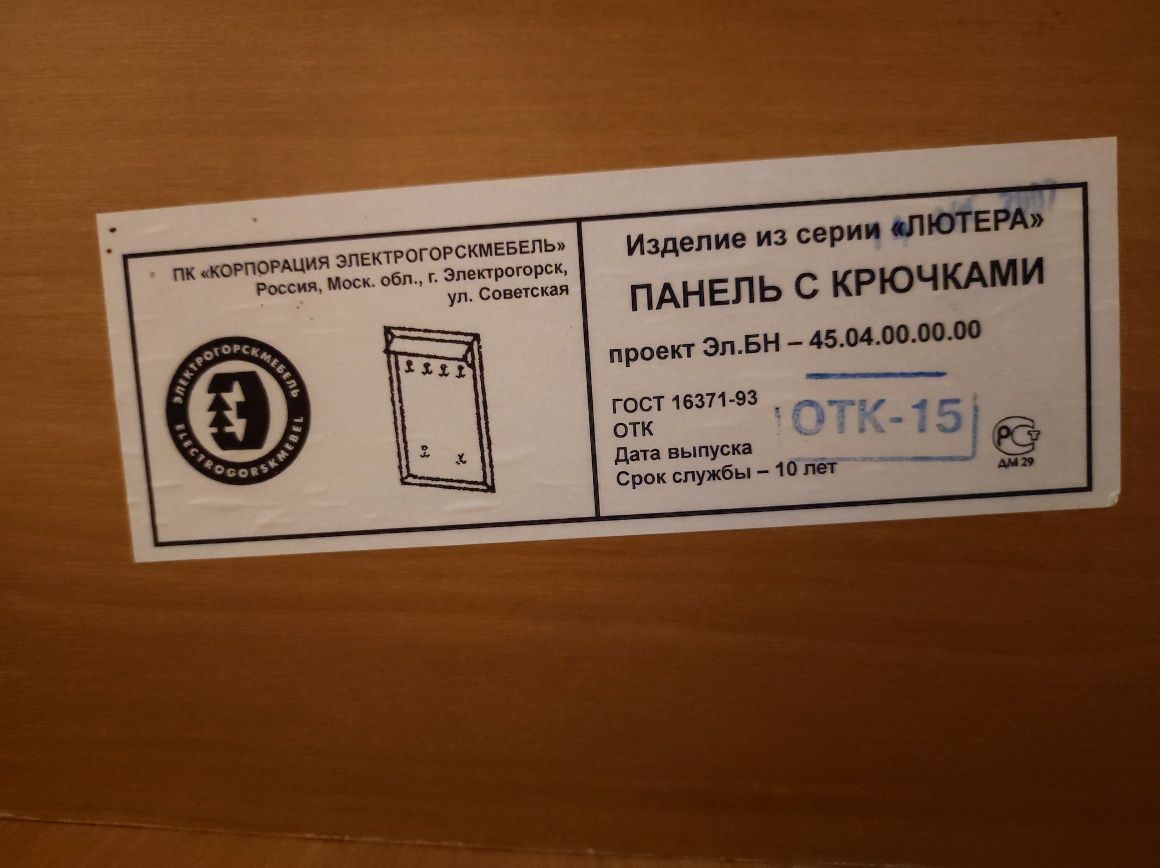 ПК «КОРПОРАЦИЯ ЭЛЕКТРОГОРСКМЕБЕЛЬ»
Россия, Моск. обл., г. Электрогорск,
ул. Советская
ЭЛЕКТРОГОРСКМЕБЕЛЬ
ELECTROGORSKMEBEL
Изделие из серии «ЛЮТЕРА»
ПАНЕЛЬ С КРЮЧКАМИ
проект Эл.БН – 45.04.00.00.00
ГОСТ 16371-93
ОТК
ОТК-15
Дата выпуска
Срок службы – 10 лет
РСТ
ДМ 29